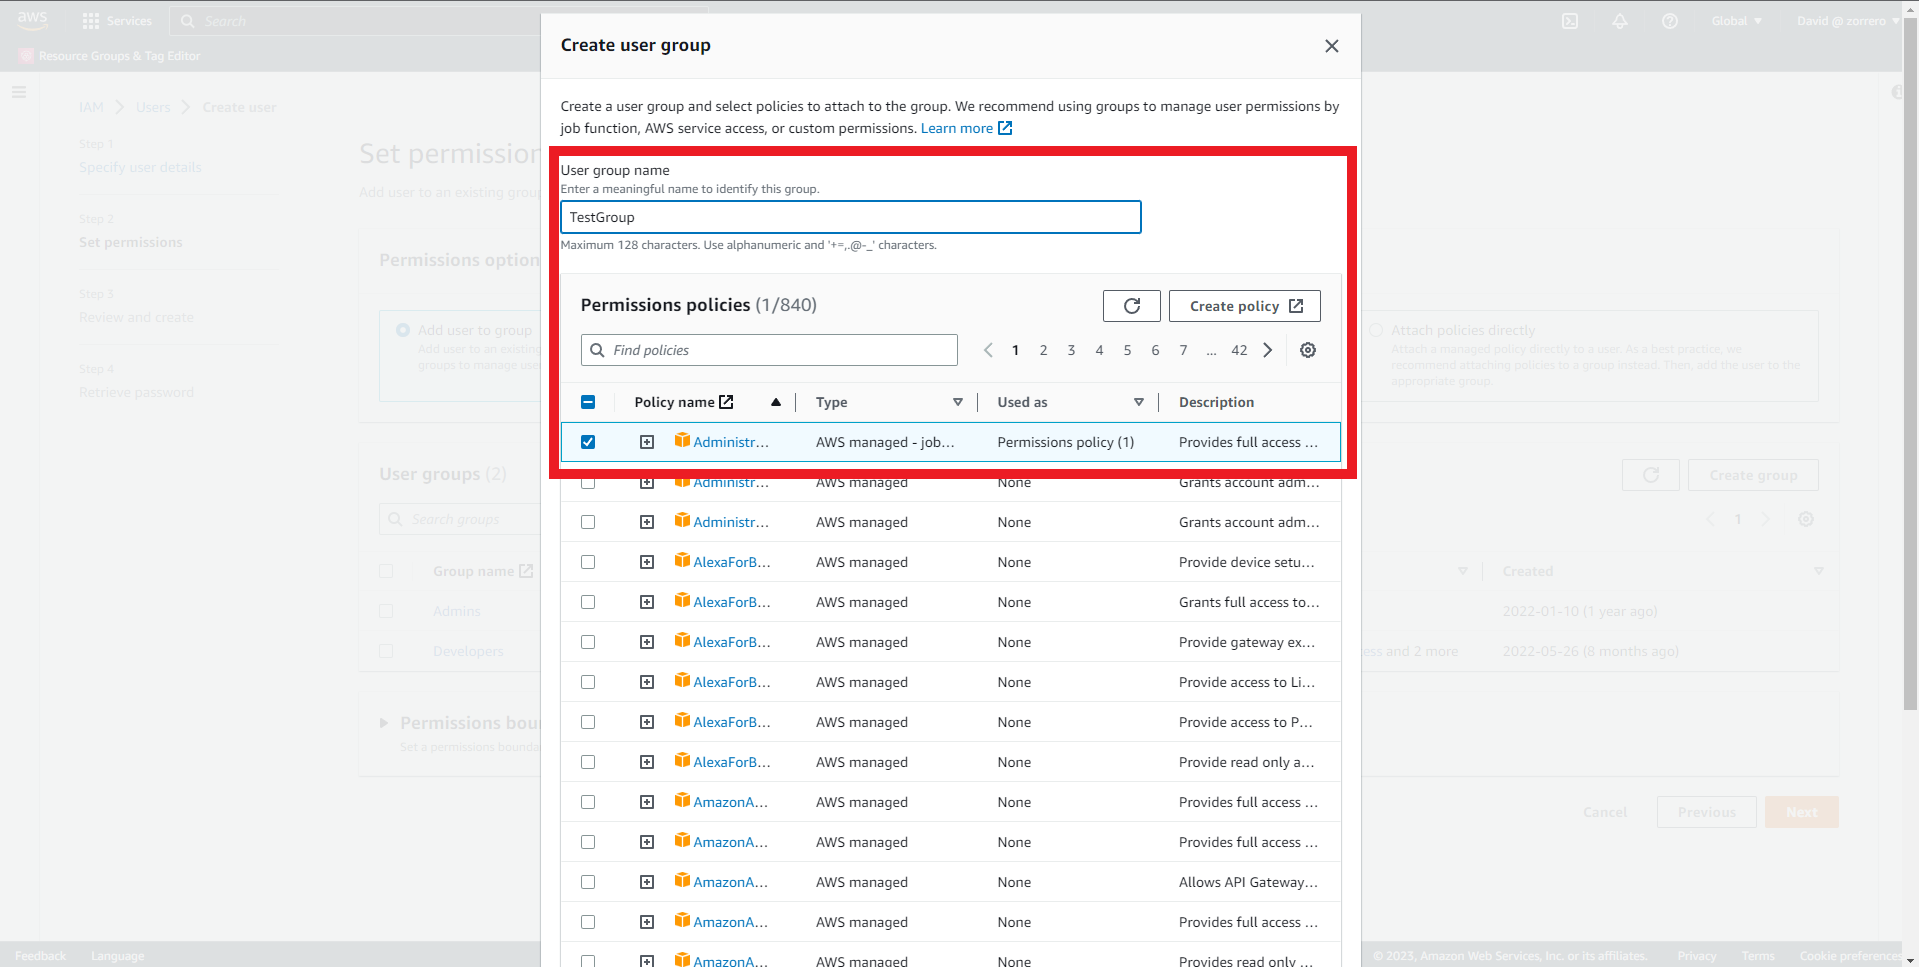 aws
Services
Search
Global
David @ zorrero
Resource Groups & Tag Editor
IAM
Users
Create user
Step 1
Specify user details
Step 2
Set permissions
Step 3
Review and create
Step 4
Retrieve password
Set permission
Add user to an existing group
Permissions option
Add user to group
Add user to an existing
groups to manage user
Attach policies directly
Attach a managed policy directly to a user. As a best practice, we
recommend attaching policies to a group instead. Then, add the user to the
appropriate group.
User groups (2)
Create group
Search groups
1
Group name
Created
Admins
2022-01-10 (1 year ago)
Developers
ess and 2 more
2022-05-26 (8 months ago)
Permissions bou
Set a permissions bounda
Cancel
Previous
Next
Create user group
Create a user group and select policies to attach to the group. We recommend using groups to manage user permissions by
job function, AWS service access, or custom permissions. Learn more
User group name
Enter a meaningful name to identify this group.
TestGroup
Maximum 128 characters. Use alphanumeric and '+=,.@-_' characters.
Permissions policies (1/840)
Create policy
Find policies
1 2 3 4 5 6 7 ... 42
Policy name Type Used as Description
Administr... AWS managed - job... Permissions policy (1) Provides full access ...
Administr... AWS managed None Grants account adm...
Administr... AWS managed None Grants account adm...
AlexaForB... AWS managed None Provide device setu...
AlexaForB... AWS managed None Grants full access to...
AlexaForB... AWS managed None Provide gateway ex...
AlexaForB... AWS managed None Provide access to Li...
AlexaForB... AWS managed None Provide access to P...
AlexaForB... AWS managed None Provide read only a...
AmazonA... AWS managed None Provides full access ...
AmazonA... AWS managed None Provides full access ...
AmazonA... AWS managed None Allows API Gateway...
AmazonA... AWS managed None Provides full access ...
AmazonA... AWS managed None Provides read only ...
Feedback
Language
© 2023, Amazon Web Services, Inc. or its affiliates.
Privacy
Terms
Cookie preferences